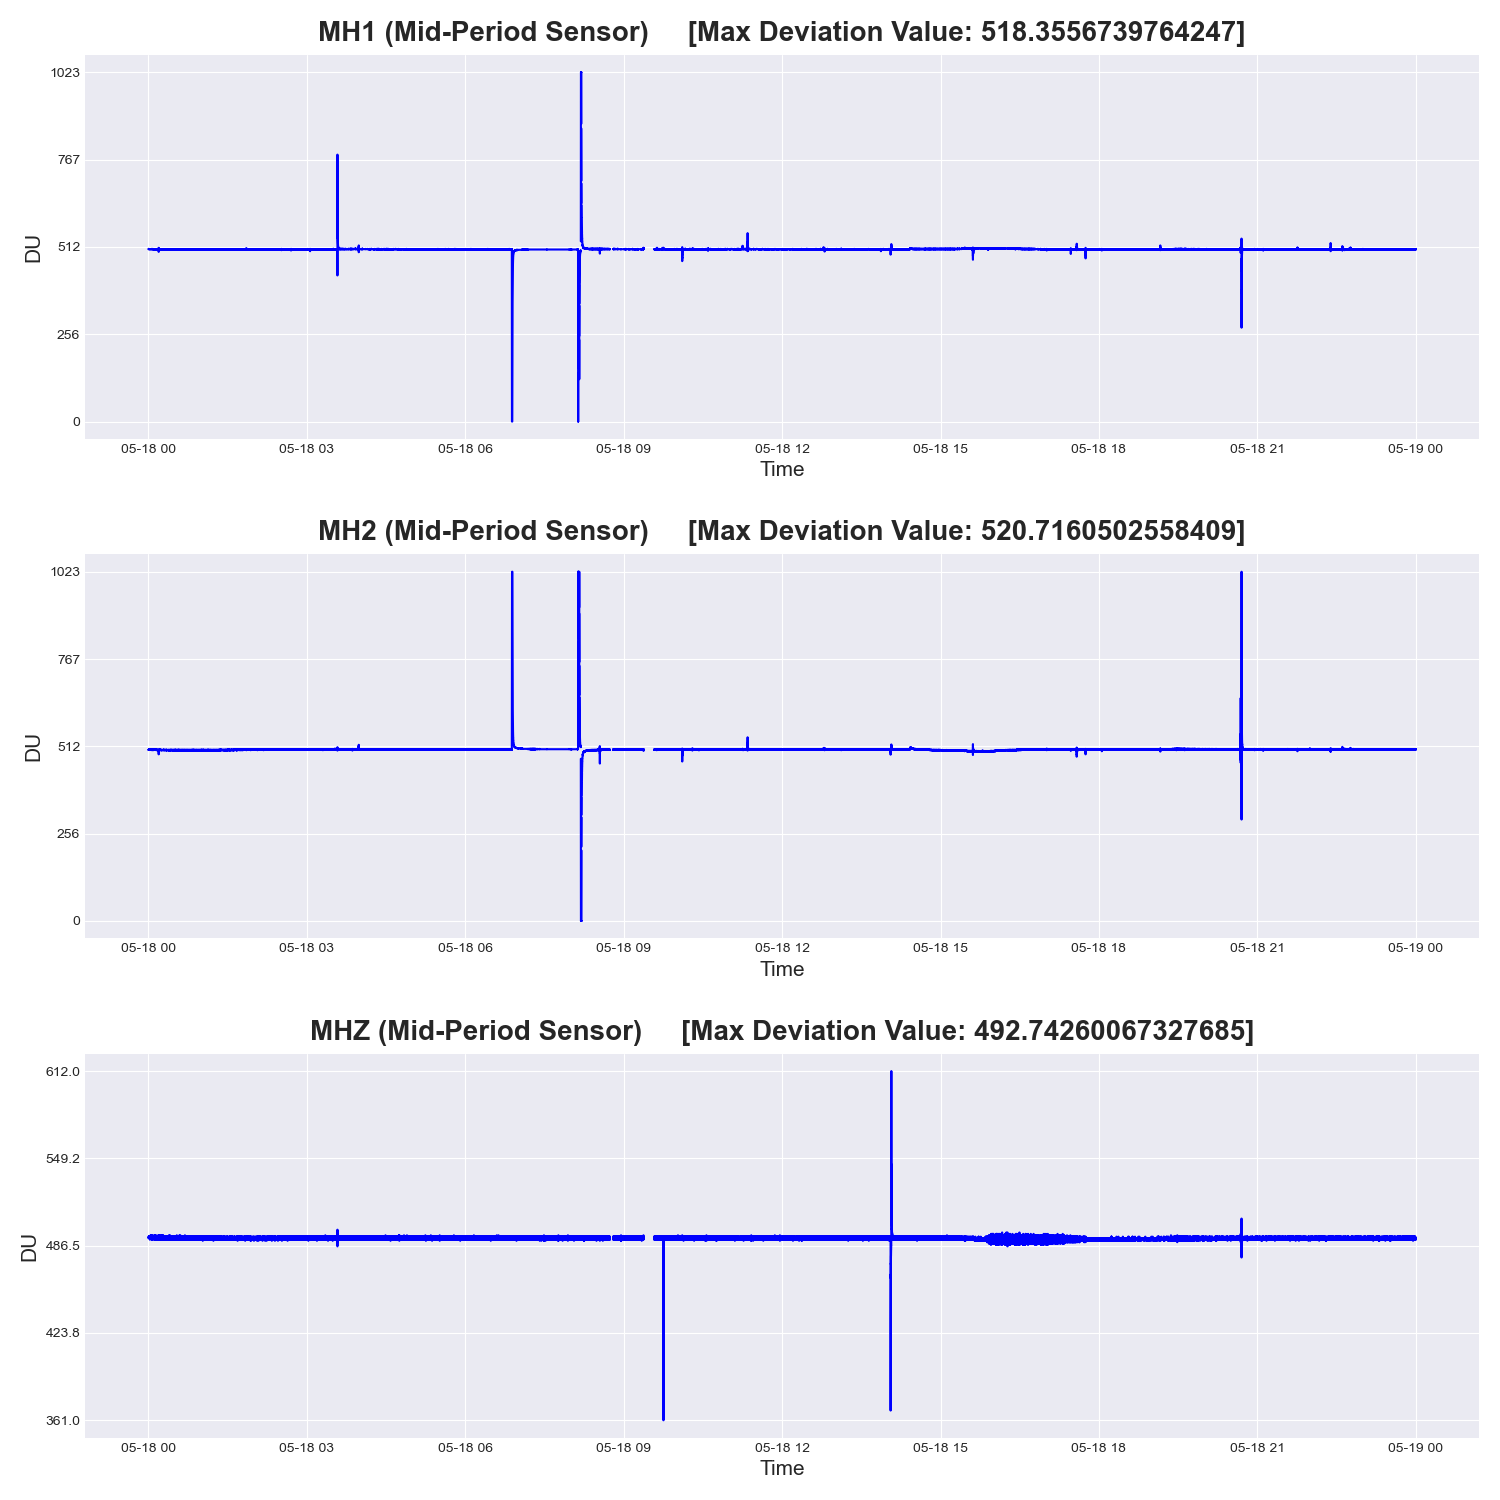 MH1 (Mid-Period Sensor) [Max Deviation Value: 518.3556739764247]
1023
767
512
256
0
DU
05-18 00 05-18 03 05-18 06 05-18 09 05-18 12 05-18 15 05-18 18 05-18 21 05-19 00
Time
MH2 (Mid-Period Sensor) [Max Deviation Value: 520.7160502558409]
1023
767
512
256
0
DU
05-18 00 05-18 03 05-18 06 05-18 09 05-18 12 05-18 15 05-18 18 05-18 21 05-19 00
Time
MHZ (Mid-Period Sensor) [Max Deviation Value: 492.74260067327685]
612.0
549.2
486.5
423.8
361.0
DU
05-18 00 05-18 03 05-18 06 05-18 09 05-18 12 05-18 15 05-18 18 05-18 21 05-19 00
Time